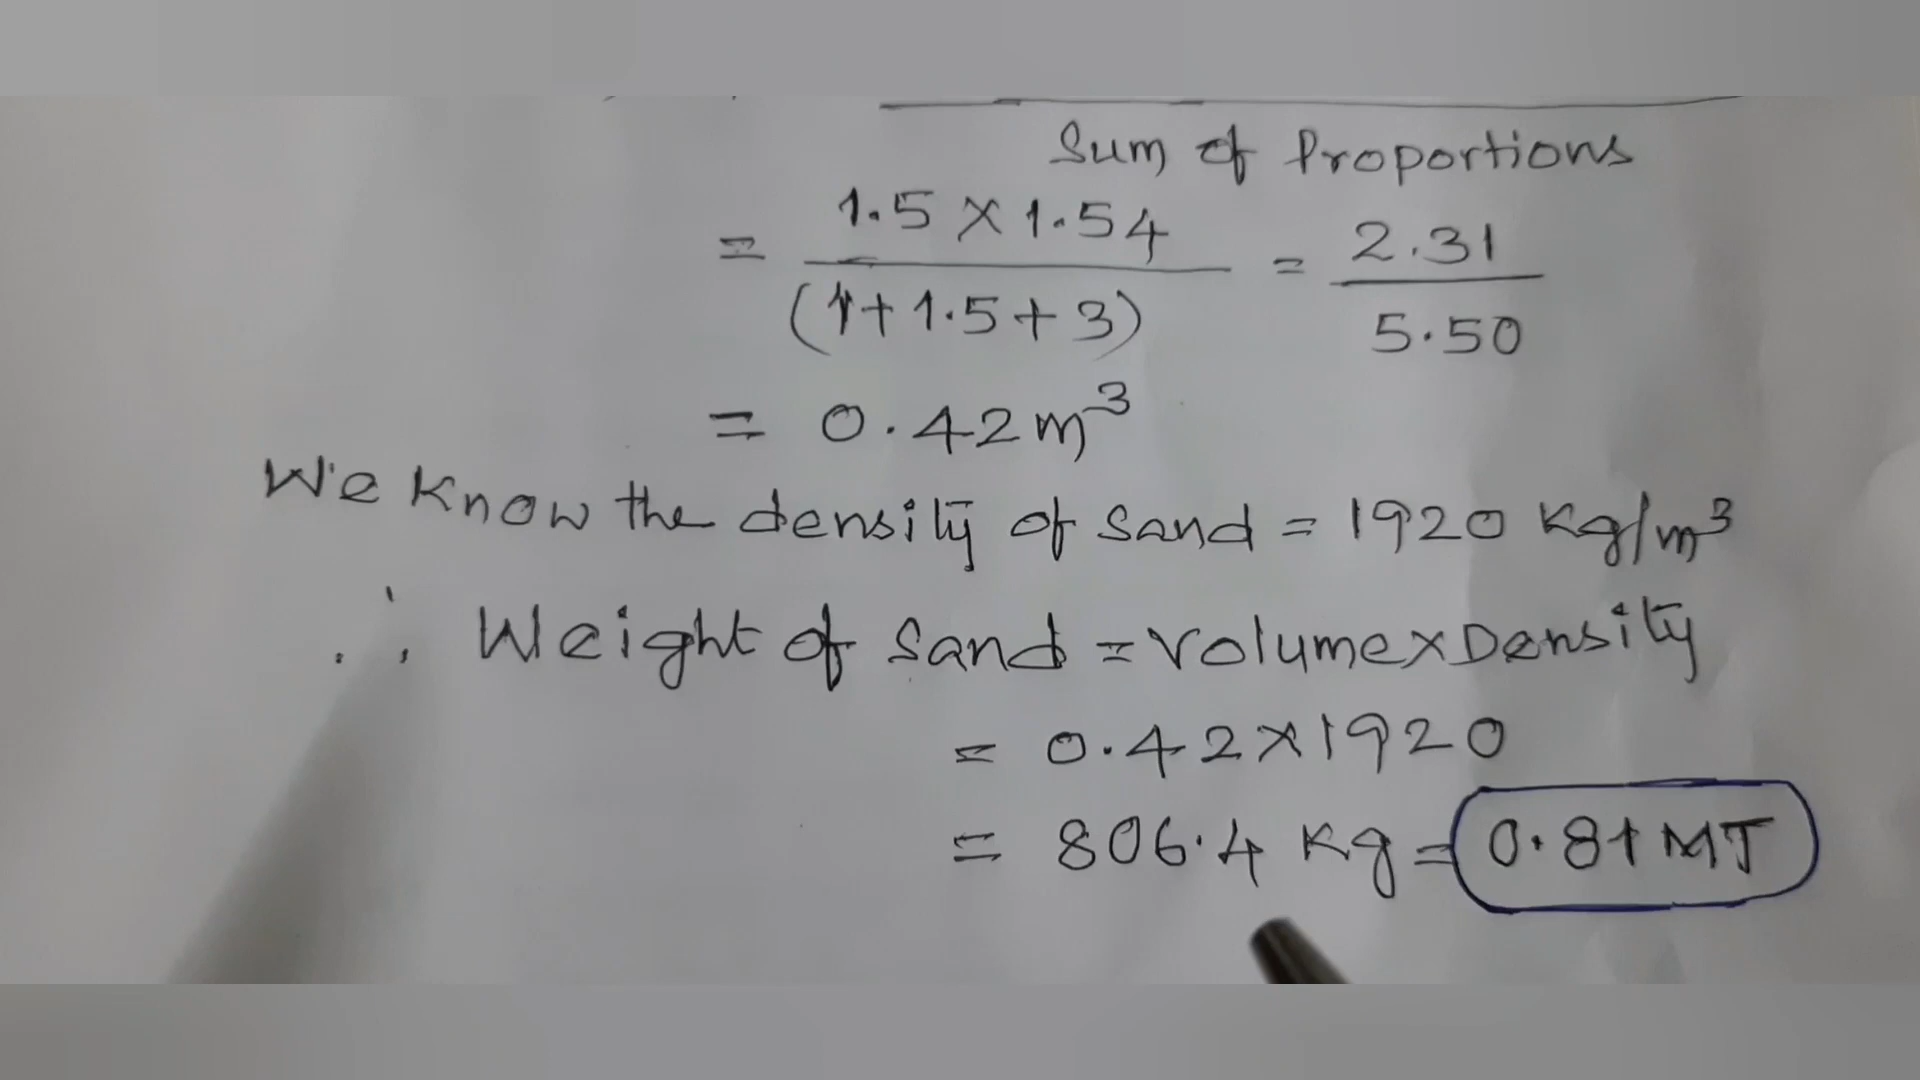 Sum of Proportions
= 1.5 × 1.54 / (1+1.5+3) = 2.31 / 5.50
= 0.42 m³
We Know the density of Sand = 1920 Kg/m³
∴ Weight of Sand = Volume × Density
= 0.42 × 1920
= 806.4 Kg = 0.81 MT